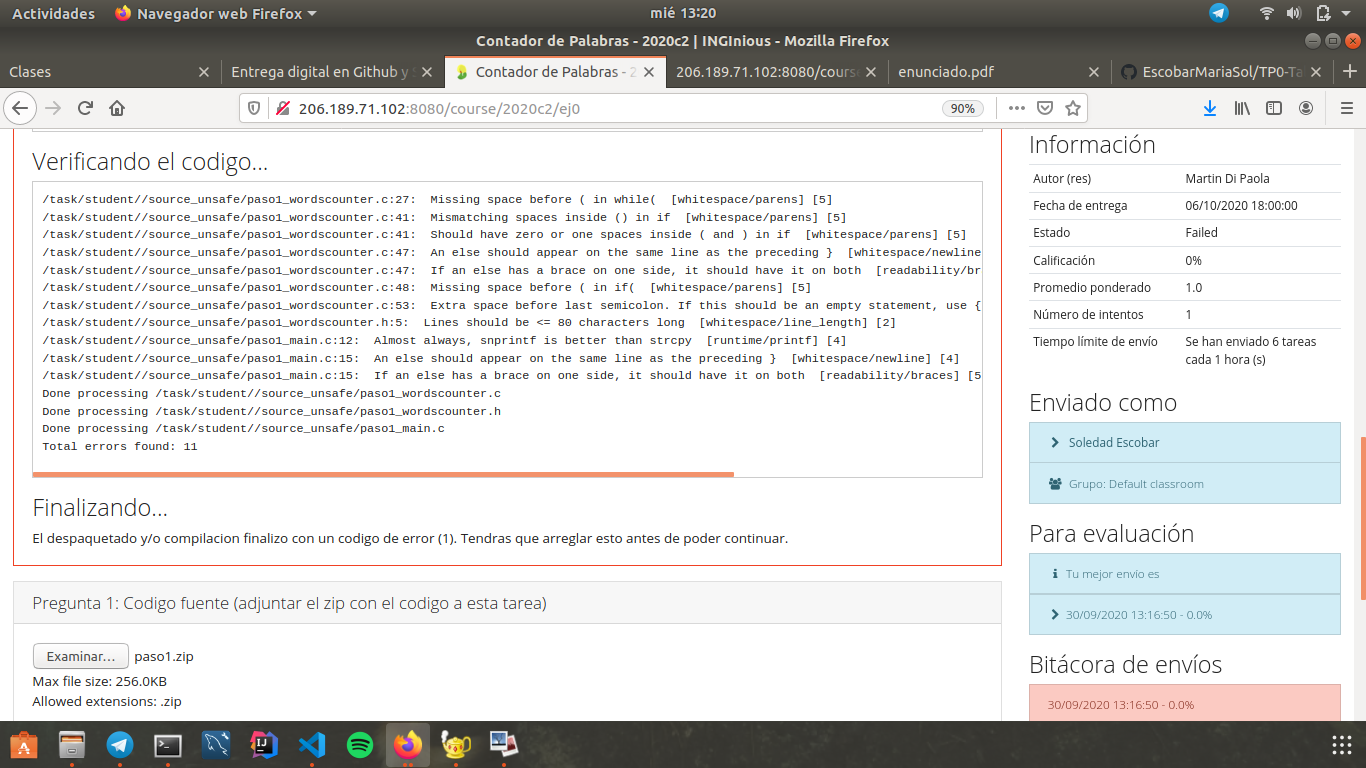 Actividades Navegador web Firefox mié 13:20
Contador de Palabras - 2020c2 | INGInious - Mozilla Firefox
Clases Entrega digital en Github y Contador de Palabras - 2 206.189.71.102:8080/cours enunciado.pdf EscobarMariaSol/TP0-Ta
206.189.71.102:8080/course/2020c2/ej0 90%
Verificando el codigo...
/task/student//source_unsafe/paso1_wordscounter.c:27:  Missing space before ( in while(  [whitespace/parens] [5]
/task/student//source_unsafe/paso1_wordscounter.c:41:  Mismatching spaces inside () in if  [whitespace/parens] [5]
/task/student//source_unsafe/paso1_wordscounter.c:41:  Should have zero or one spaces inside ( and ) in if  [whitespace/parens] [5]
/task/student//source_unsafe/paso1_wordscounter.c:47:  An else should appear on the same line as the preceding }  [whitespace/newline
/task/student//source_unsafe/paso1_wordscounter.c:47:  If an else has a brace on one side, it should have it on both  [readability/br
/task/student//source_unsafe/paso1_wordscounter.c:48:  Missing space before ( in if(  [whitespace/parens] [5]
/task/student//source_unsafe/paso1_wordscounter.c:53:  Extra space before last semicolon. If this should be an empty statement, use {
/task/student//source_unsafe/paso1_wordscounter.h:5:  Lines should be <= 80 characters long  [whitespace/line_length] [2]
/task/student//source_unsafe/paso1_main.c:12:  Almost always, snprintf is better than strcpy  [runtime/printf] [4]
/task/student//source_unsafe/paso1_main.c:15:  An else should appear on the same line as the preceding }  [whitespace/newline] [4]
/task/student//source_unsafe/paso1_main.c:15:  If an else has a brace on one side, it should have it on both  [readability/braces] [5
Done processing /task/student//source_unsafe/paso1_wordscounter.c
Done processing /task/student//source_unsafe/paso1_wordscounter.h
Done processing /task/student//source_unsafe/paso1_main.c
Total errors found: 11
Finalizando...
El despaquetado y/o compilacion finalizo con un codigo de error (1). Tendras que arreglar esto antes de poder continuar.
Pregunta 1: Codigo fuente (adjuntar el zip con el codigo a esta tarea)
Examinar... paso1.zip
Max file size: 256.0KB
Allowed extensions: .zip
Información
Autor (res) Martin Di Paola
Fecha de entrega 06/10/2020 18:00:00
Estado Failed
Calificación 0%
Promedio ponderado 1.0
Número de intentos 1
Tiempo límite de envío Se han enviado 6 tareas
cada 1 hora (s)
Enviado como
Soledad Escobar
Grupo: Default classroom
Para evaluación
Tu mejor envío es
30/09/2020 13:16:50 - 0.0%
Bitácora de envíos
30/09/2020 13:16:50 - 0.0%